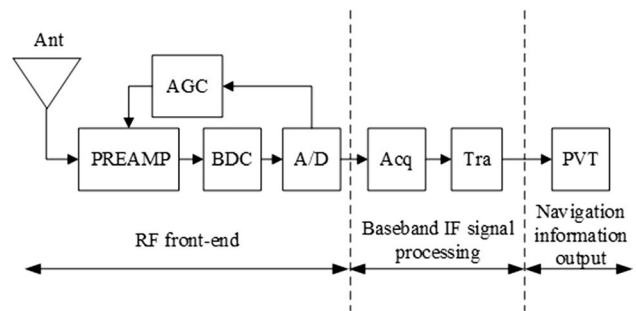 Ant
AGC
PREAMP
BDC
A/D
Acq
Tra
PVT
RF front-end
Baseband IF signal
processing
Navigation
information
output